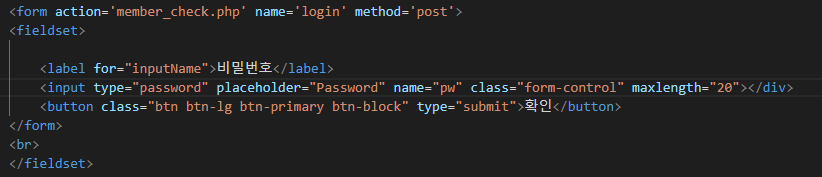 <form action='member_check.php' name='login' method='post'>
<fieldset>
<label for="inputName">비밀번호</label>
<input type="password" placeholder="Password" name="pw" class="form-control" maxlength="20"></div>
<button class="btn btn-lg btn-primary btn-block" type="submit">확인</button>
</form>
<br>
</fieldset>